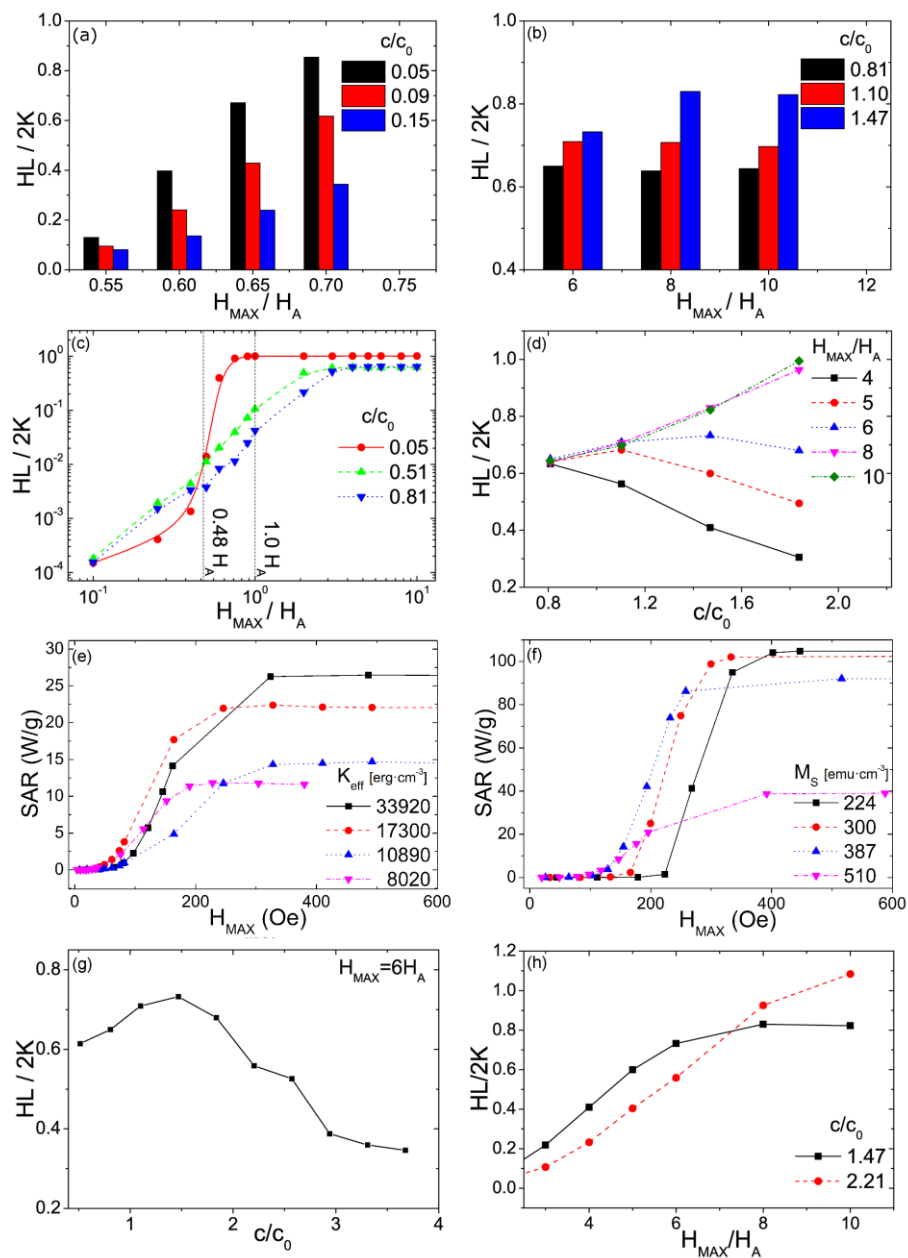 (a)
c/c0
0.05
0.09
0.15
HL / 2K
1.0
0.8
0.6
0.4
0.2
0.0
0.55 0.60 0.65 0.70 0.75
HMAX / HA
(b)
c/c0
0.81
1.10
1.47
HL / 2K
1.0
0.8
0.6
0.4
6 8 10 12
HMAX / HA
(c)
c/c0
0.05
0.51
0.81
0.48 HA
1.0 HA
HL / 2K
10^0
10^-1
10^-2
10^-3
10^-4
10^-1 10^0 10^1
HMAX / HA
(d)
HMAX/HA
4
5
6
8
10
HL / 2K
1.0
0.8
0.6
0.4
0.2
0.8 1.2 1.6 2.0
c/c0
(e)
Keff [erg·cm-3]
33920
17300
10890
8020
SAR (W/g)
30
25
20
15
10
5
0
0 200 400 600
HMAX (Oe)
(f)
MS [emu·cm-3]
224
300
387
510
SAR (W/g)
100
80
60
40
20
0
0 200 400 600
HMAX (Oe)
(g)
HMAX=6HA
HL / 2K
0.8
0.6
0.4
0.2
1 2 3 4
c/c0
(h)
c/c0
1.47
2.21
HL/2K
1.2
1.0
0.8
0.6
0.4
0.2
0.0
4 6 8 10
HMAX/HA